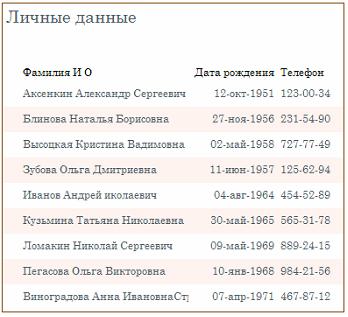 Личные данные
Фамилия И О Дата рождения Телефон
Аксенкин Александр Сергеевич 12-окт-1951 123-00-34
Блинова Наталья Борисовна 27-ноя-1956 231-54-90
Высоцкая Кристина Вадимовна 02-май-1958 727-77-49
Зубова Ольга Дмитриевна 11-июн-1957 125-62-94
Иванов Андрей иколаевич 04-авг-1964 454-52-89
Кузьмина Татьяна Николаевна 30-май-1965 565-31-78
Ломакин Николай Сергеевич 09-май-1969 889-24-15
Пегасова Ольга Викторовна 10-янв-1968 984-21-56
Виноградова Анна ИвановнаСтр 07-апр-1971 467-87-12